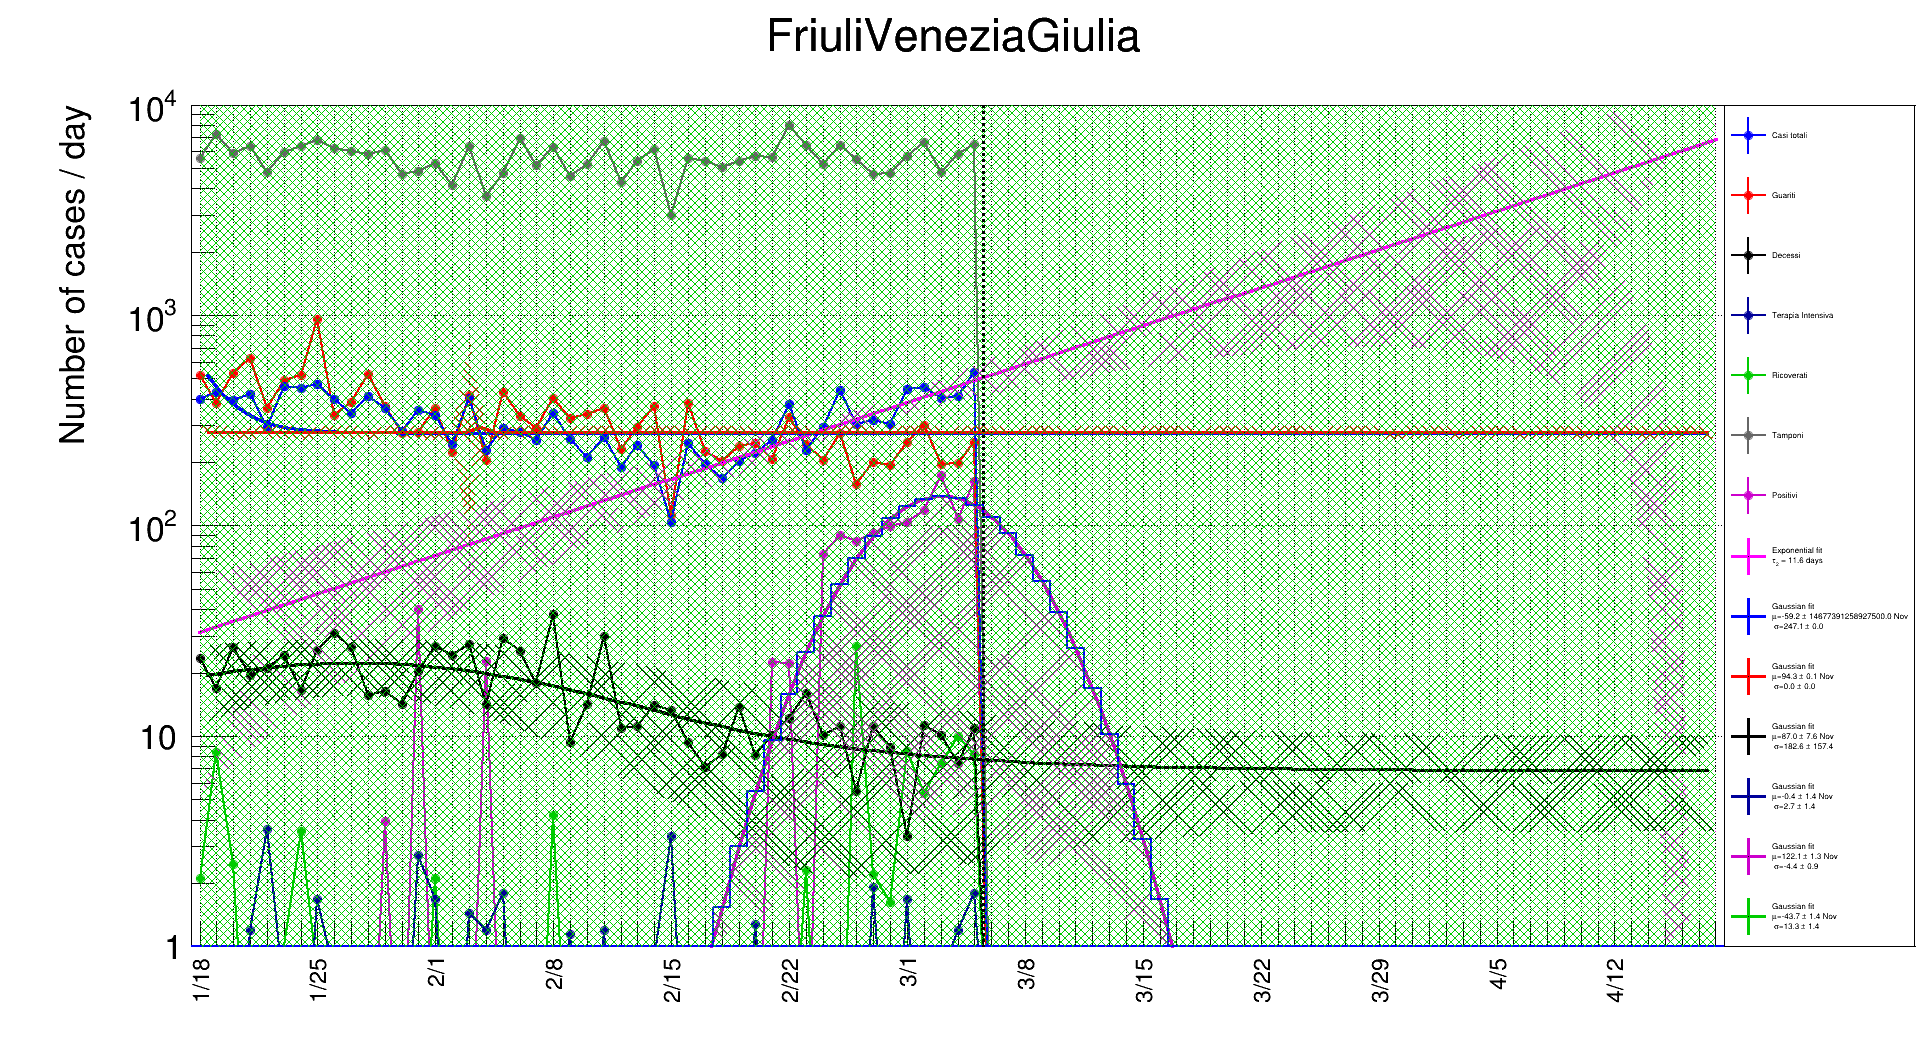 FriuliVeneziaGiulia
Number of cases / day
10^4
10^3
10^2
10
1
1/18
1/25
2/1
2/8
2/15
2/22
3/1
3/8
3/15
3/22
3/29
4/5
4/12
Casi totali
Guariti
Decessi
Terapia Intensiva
Ricoverati
Tamponi
Positivi
Exponential fit
τ₂ = 11.6 days
Gaussian fit
μ=-59.2 ± 14677391258927500.0 Nov
σ=247.1 ± 0.0
Gaussian fit
μ=94.3 ± 0.1 Nov
σ=0.0 ± 0.0
Gaussian fit
μ=87.0 ± 7.6 Nov
σ=182.6 ± 157.4
Gaussian fit
μ=-0.4 ± 1.4 Nov
σ=2.7 ± 1.4
Gaussian fit
μ=122.1 ± 1.3 Nov
σ=-4.4 ± 0.9
Gaussian fit
μ=-43.7 ± 1.4 Nov
σ=13.3 ± 1.4